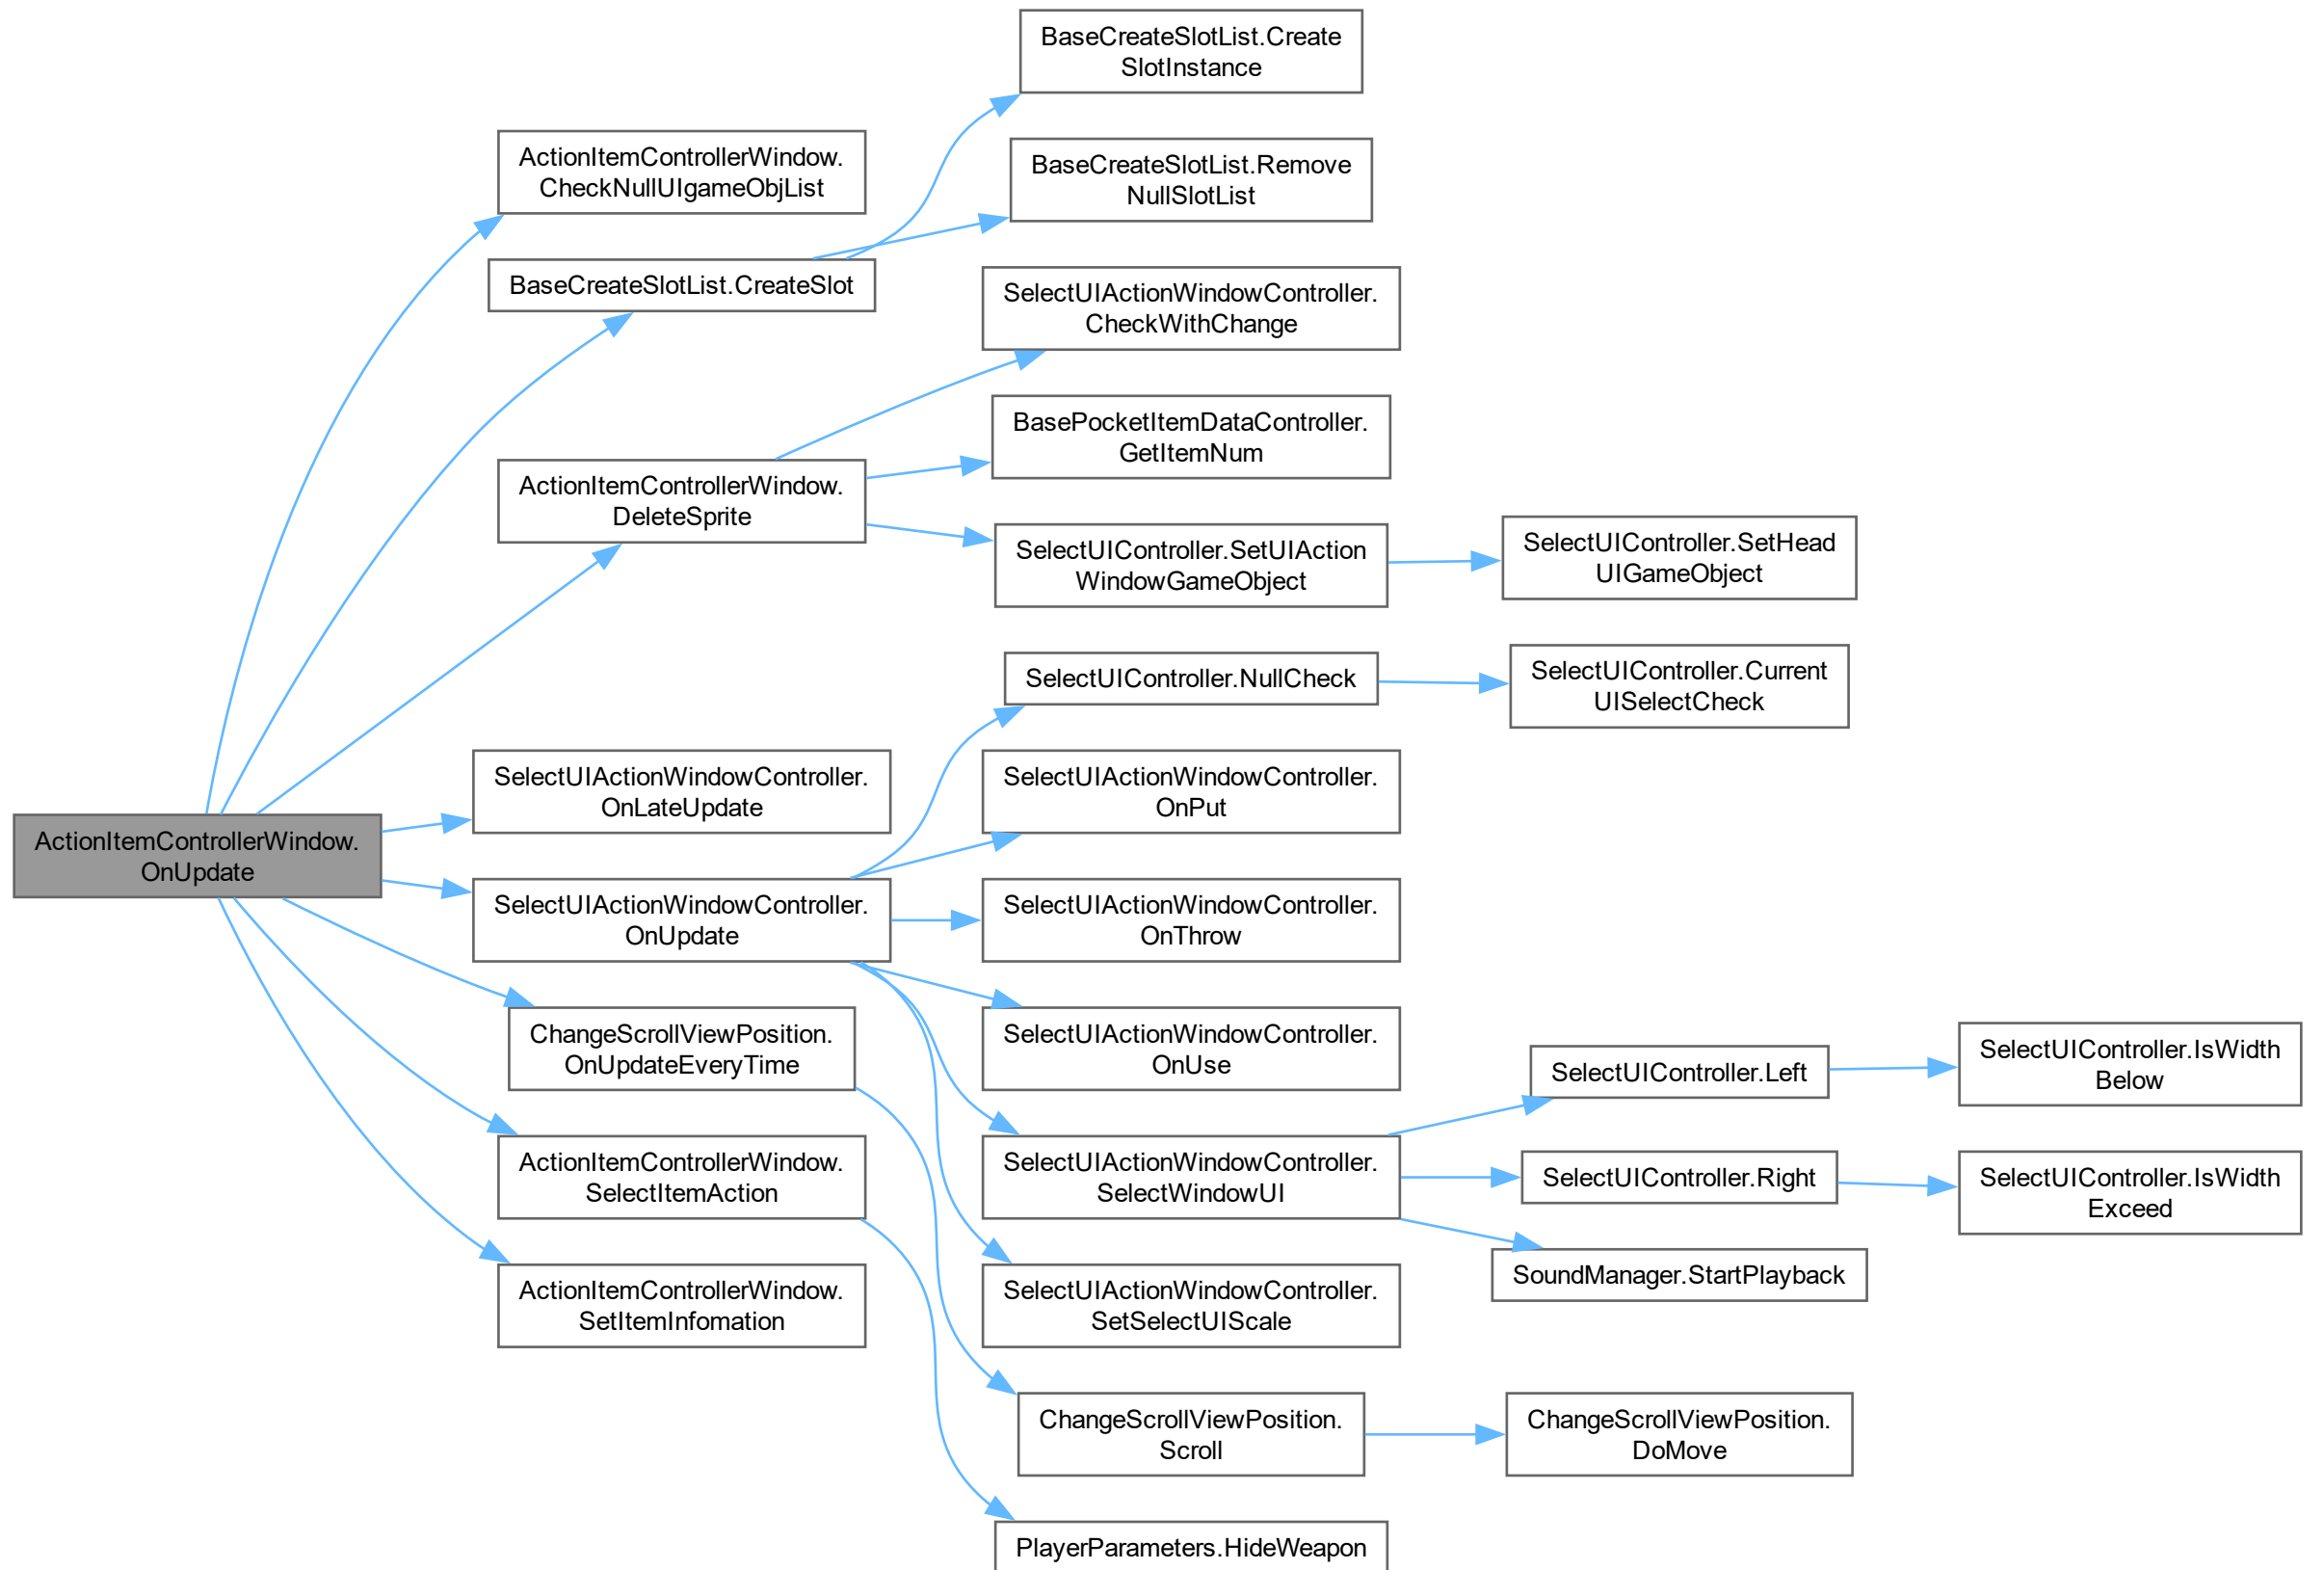 BaseCreateSlotList.Create
SlotInstance
ActionItemControllerWindow.
CheckNullUIgameObjList
BaseCreateSlotList.Remove
NullSlotList
BaseCreateSlotList.CreateSlot
SelectUIActionWindowController.
CheckWithChange
BasePocketItemDataController.
GetItemNum
ActionItemControllerWindow.
DeleteSprite
SelectUIController.SetUIAction
WindowGameObject
SelectUIController.SetHead
UIGameObject
SelectUIController.NullCheck
SelectUIController.Current
UISelectCheck
SelectUIActionWindowController.
OnLateUpdate
SelectUIActionWindowController.
OnPut
ActionItemControllerWindow.
OnUpdate
SelectUIActionWindowController.
OnUpdate
SelectUIActionWindowController.
OnThrow
ChangeScrollViewPosition.
OnUpdateEveryTime
SelectUIActionWindowController.
OnUse
SelectUIController.Left
SelectUIController.IsWidth
Below
ActionItemControllerWindow.
SelectItemAction
SelectUIActionWindowController.
SelectWindowUI
SelectUIController.Right
SelectUIController.IsWidth
Exceed
SoundManager.StartPlayback
ActionItemControllerWindow.
SetItemInfomation
SelectUIActionWindowController.
SetSelectUIScale
ChangeScrollViewPosition.
Scroll
ChangeScrollViewPosition.
DoMove
PlayerParameters.HideWeapon